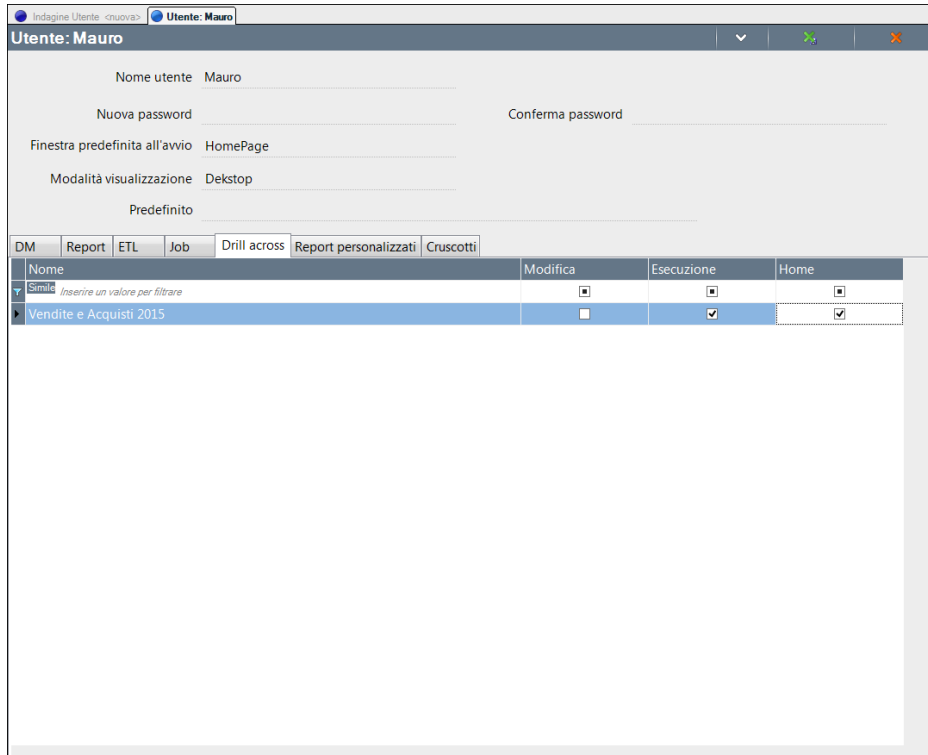 Indagine Utente <nuova> Utente: Mauro
Utente: Mauro
Nome utente Mauro
Nuova password Conferma password
Finestra predefinita all'avvio HomePage
Modalità visualizzazione Dekstop
Predefinito
DM Report ETL Job Drill across Report personalizzati Cruscotti
Nome Modifica Esecuzione Home
Simile Inserire un valore per filtrare
Vendite e Acquisti 2015